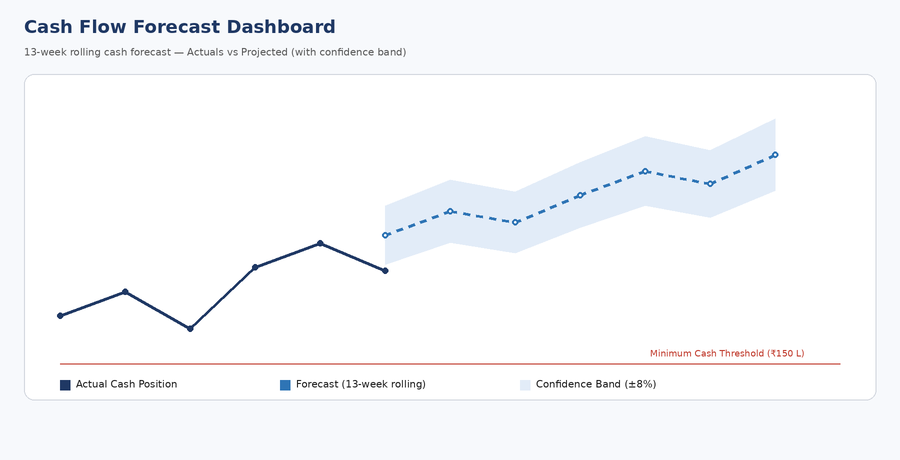 Cash Flow Forecast Dashboard
13-week rolling cash forecast — Actuals vs Projected (with confidence band)
Minimum Cash Threshold (₹150 L)
Actual Cash Position
Forecast (13-week rolling)
Confidence Band (±8%)